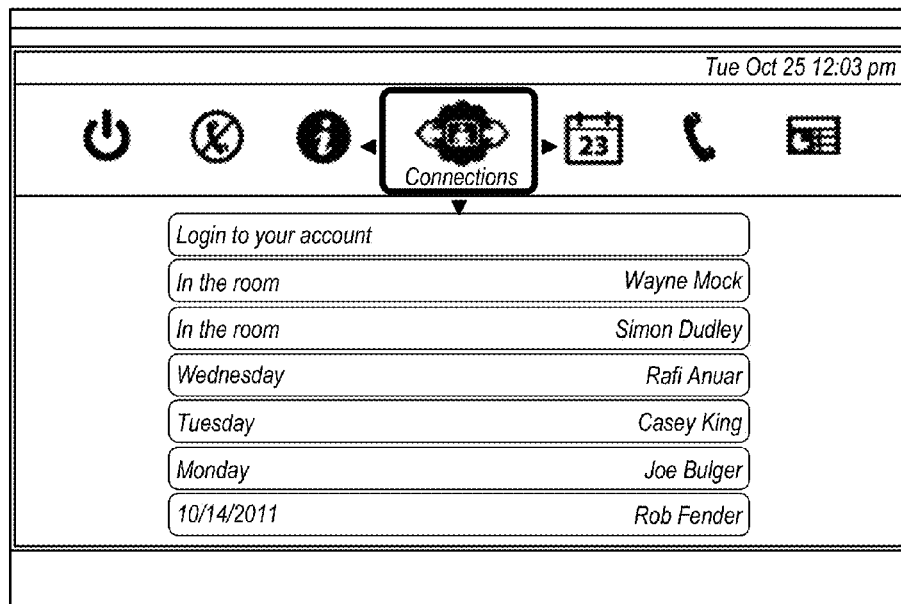 Tue Oct 25 12:03 pm
23
Connections
Login to your account
In the room Wayne Mock
In the room Simon Dudley
Wednesday Rafi Anuar
Tuesday Casey King
Monday Joe Bulger
10/14/2011 Rob Fender